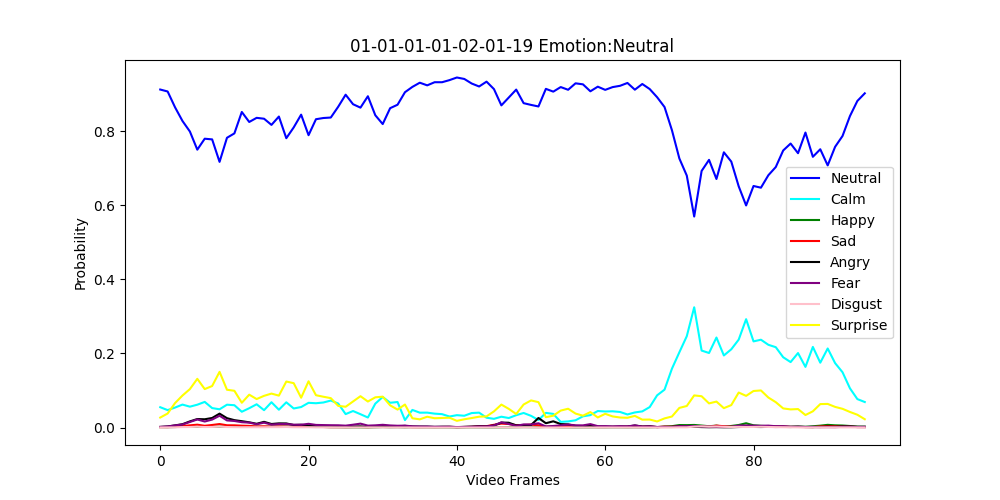 01-01-01-01-02-01-19 Emotion:Neutral
Probability
0.8
0.6
0.4
0.2
0.0
0
20
40
60
80
Video Frames
Neutral
Calm
Happy
Sad
Angry
Fear
Disgust
Surprise